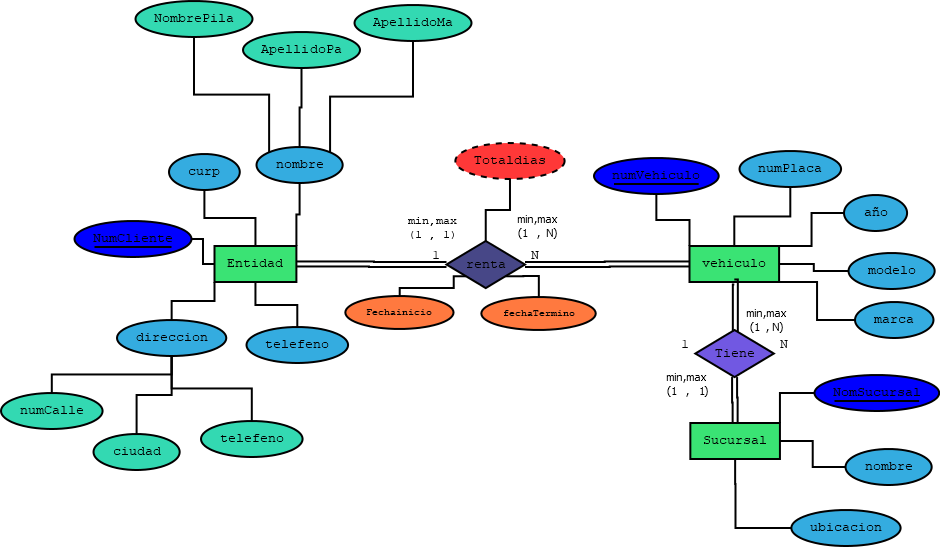 NombrePila
ApellidoPa
ApellidoMa
curp
nombre
Totaldias
numVehiculo
numPlaca
año
NumCliente
min,max
(1 , 1)
min,max
(1 , N)
Entidad
1
renta
N
vehiculo
modelo
Fechainicio
fechaTermino
marca
direccion
telefeno
min,max
(1 ,N)
1
Tiene
N
min,max
(1 , 1)
numCalle
ciudad
telefeno
NomSucursal
Sucursal
nombre
ubicacion